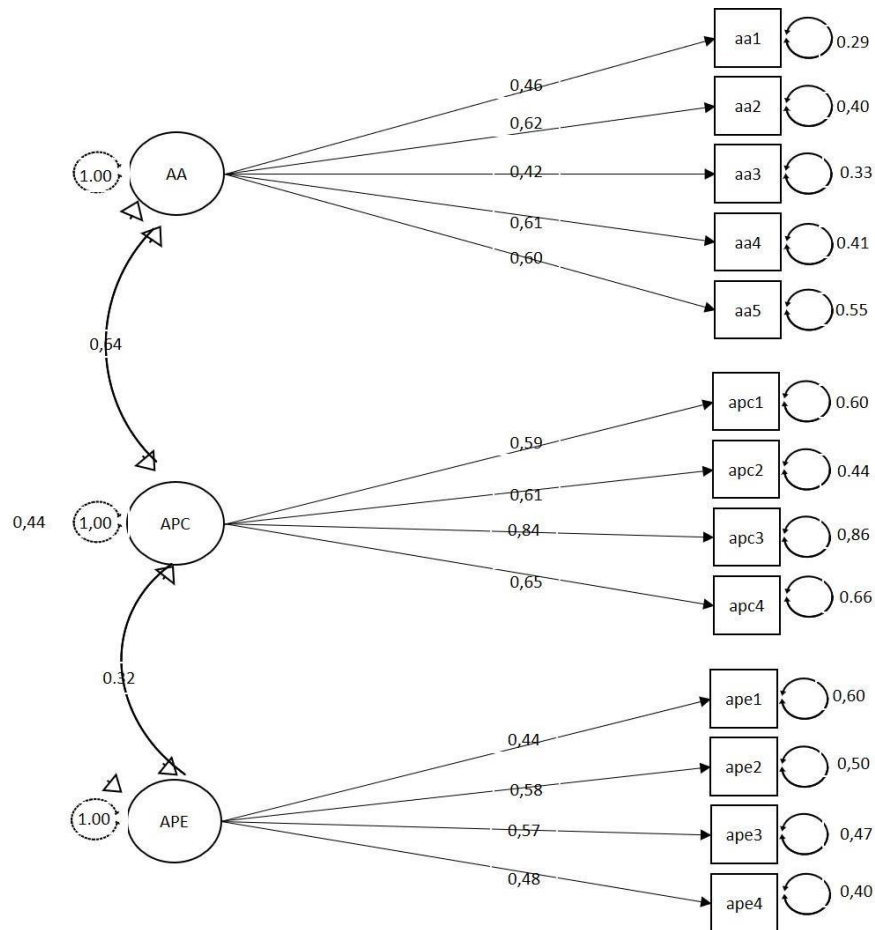 aa1
0.29
0,46
aa2
0,40
0,62
1.00
AA
0,42
aa3
0.33
0,61
aa4
0.41
0,60
aa5
0.55
0,64
apc1
0.60
0,59
apc2
0.44
0,61
0,44
1,00
APC
0,84
apc3
0,86
0,65
apc4
0.66
0.32
ape1
0,60
0,44
ape2
0,50
0,58
1.00
APE
0,57
ape3
0,47
0,48
ape4
0,40